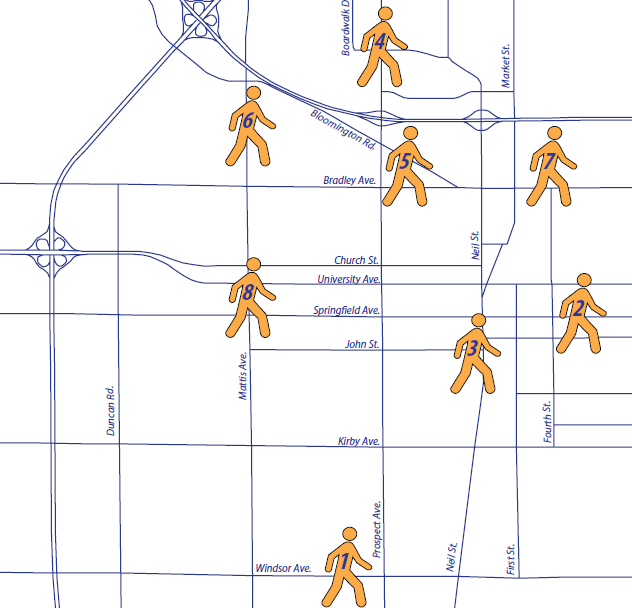 Boardwalk D
4
Market St.
6
Bloomington Rd.
5
7
Bradley Ave.
Neil St.
Church St.
University Ave.
8
Springfield Ave.
2
John St.
3
Mattis Ave.
Duncan Rd.
Fourth St.
Kirby Ave.
Prospect Ave.
Neil St.
First St.
1
Windsor Ave.